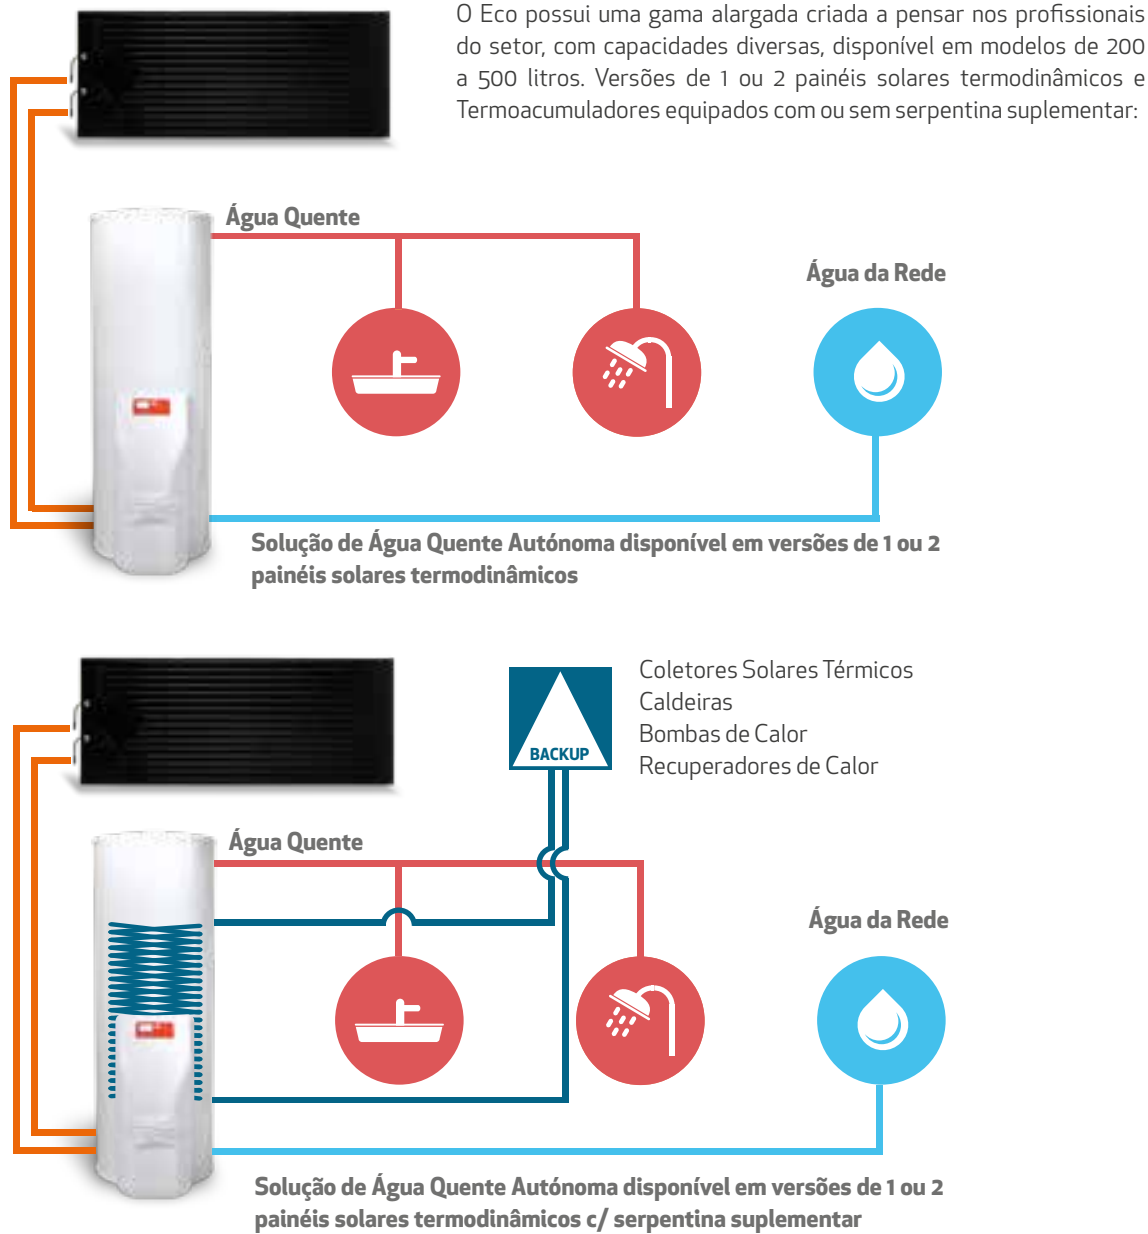 O Eco possui uma gama alargada criada a pensar nos profissionais
do setor, com capacidades diversas, disponível em modelos de 200
a 500 litros. Versões de 1 ou 2 painéis solares termodinâmicos e
Termoacumuladores equipados com ou sem serpentina suplementar:
Água Quente
Água da Rede
Solução de Água Quente Autónoma disponível em versões de 1 ou 2
painéis solares termodinâmicos
BACKUP
Coletores Solares Térmicos
Caldeiras
Bombas de Calor
Recuperadores de Calor
Água Quente
Água da Rede
Solução de Água Quente Autónoma disponível em versões de 1 ou 2
painéis solares termodinâmicos c/ serpentina suplementar